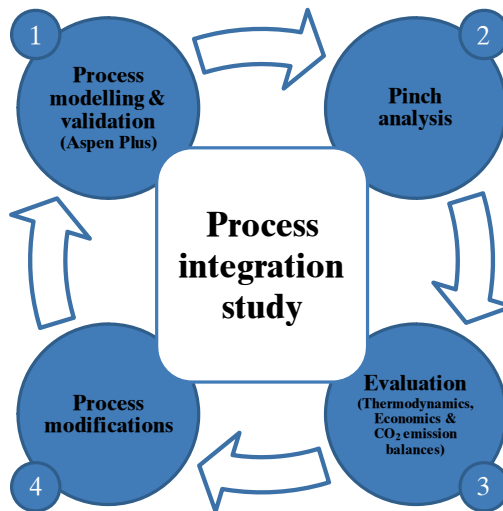 1
Process
modelling &
validation
(Aspen Plus)
2
Pinch
analysis
Process
integration
study
Evaluation
(Thermodynamics,
Economics &
CO₂ emission
balances)
3
Process
modifications
4